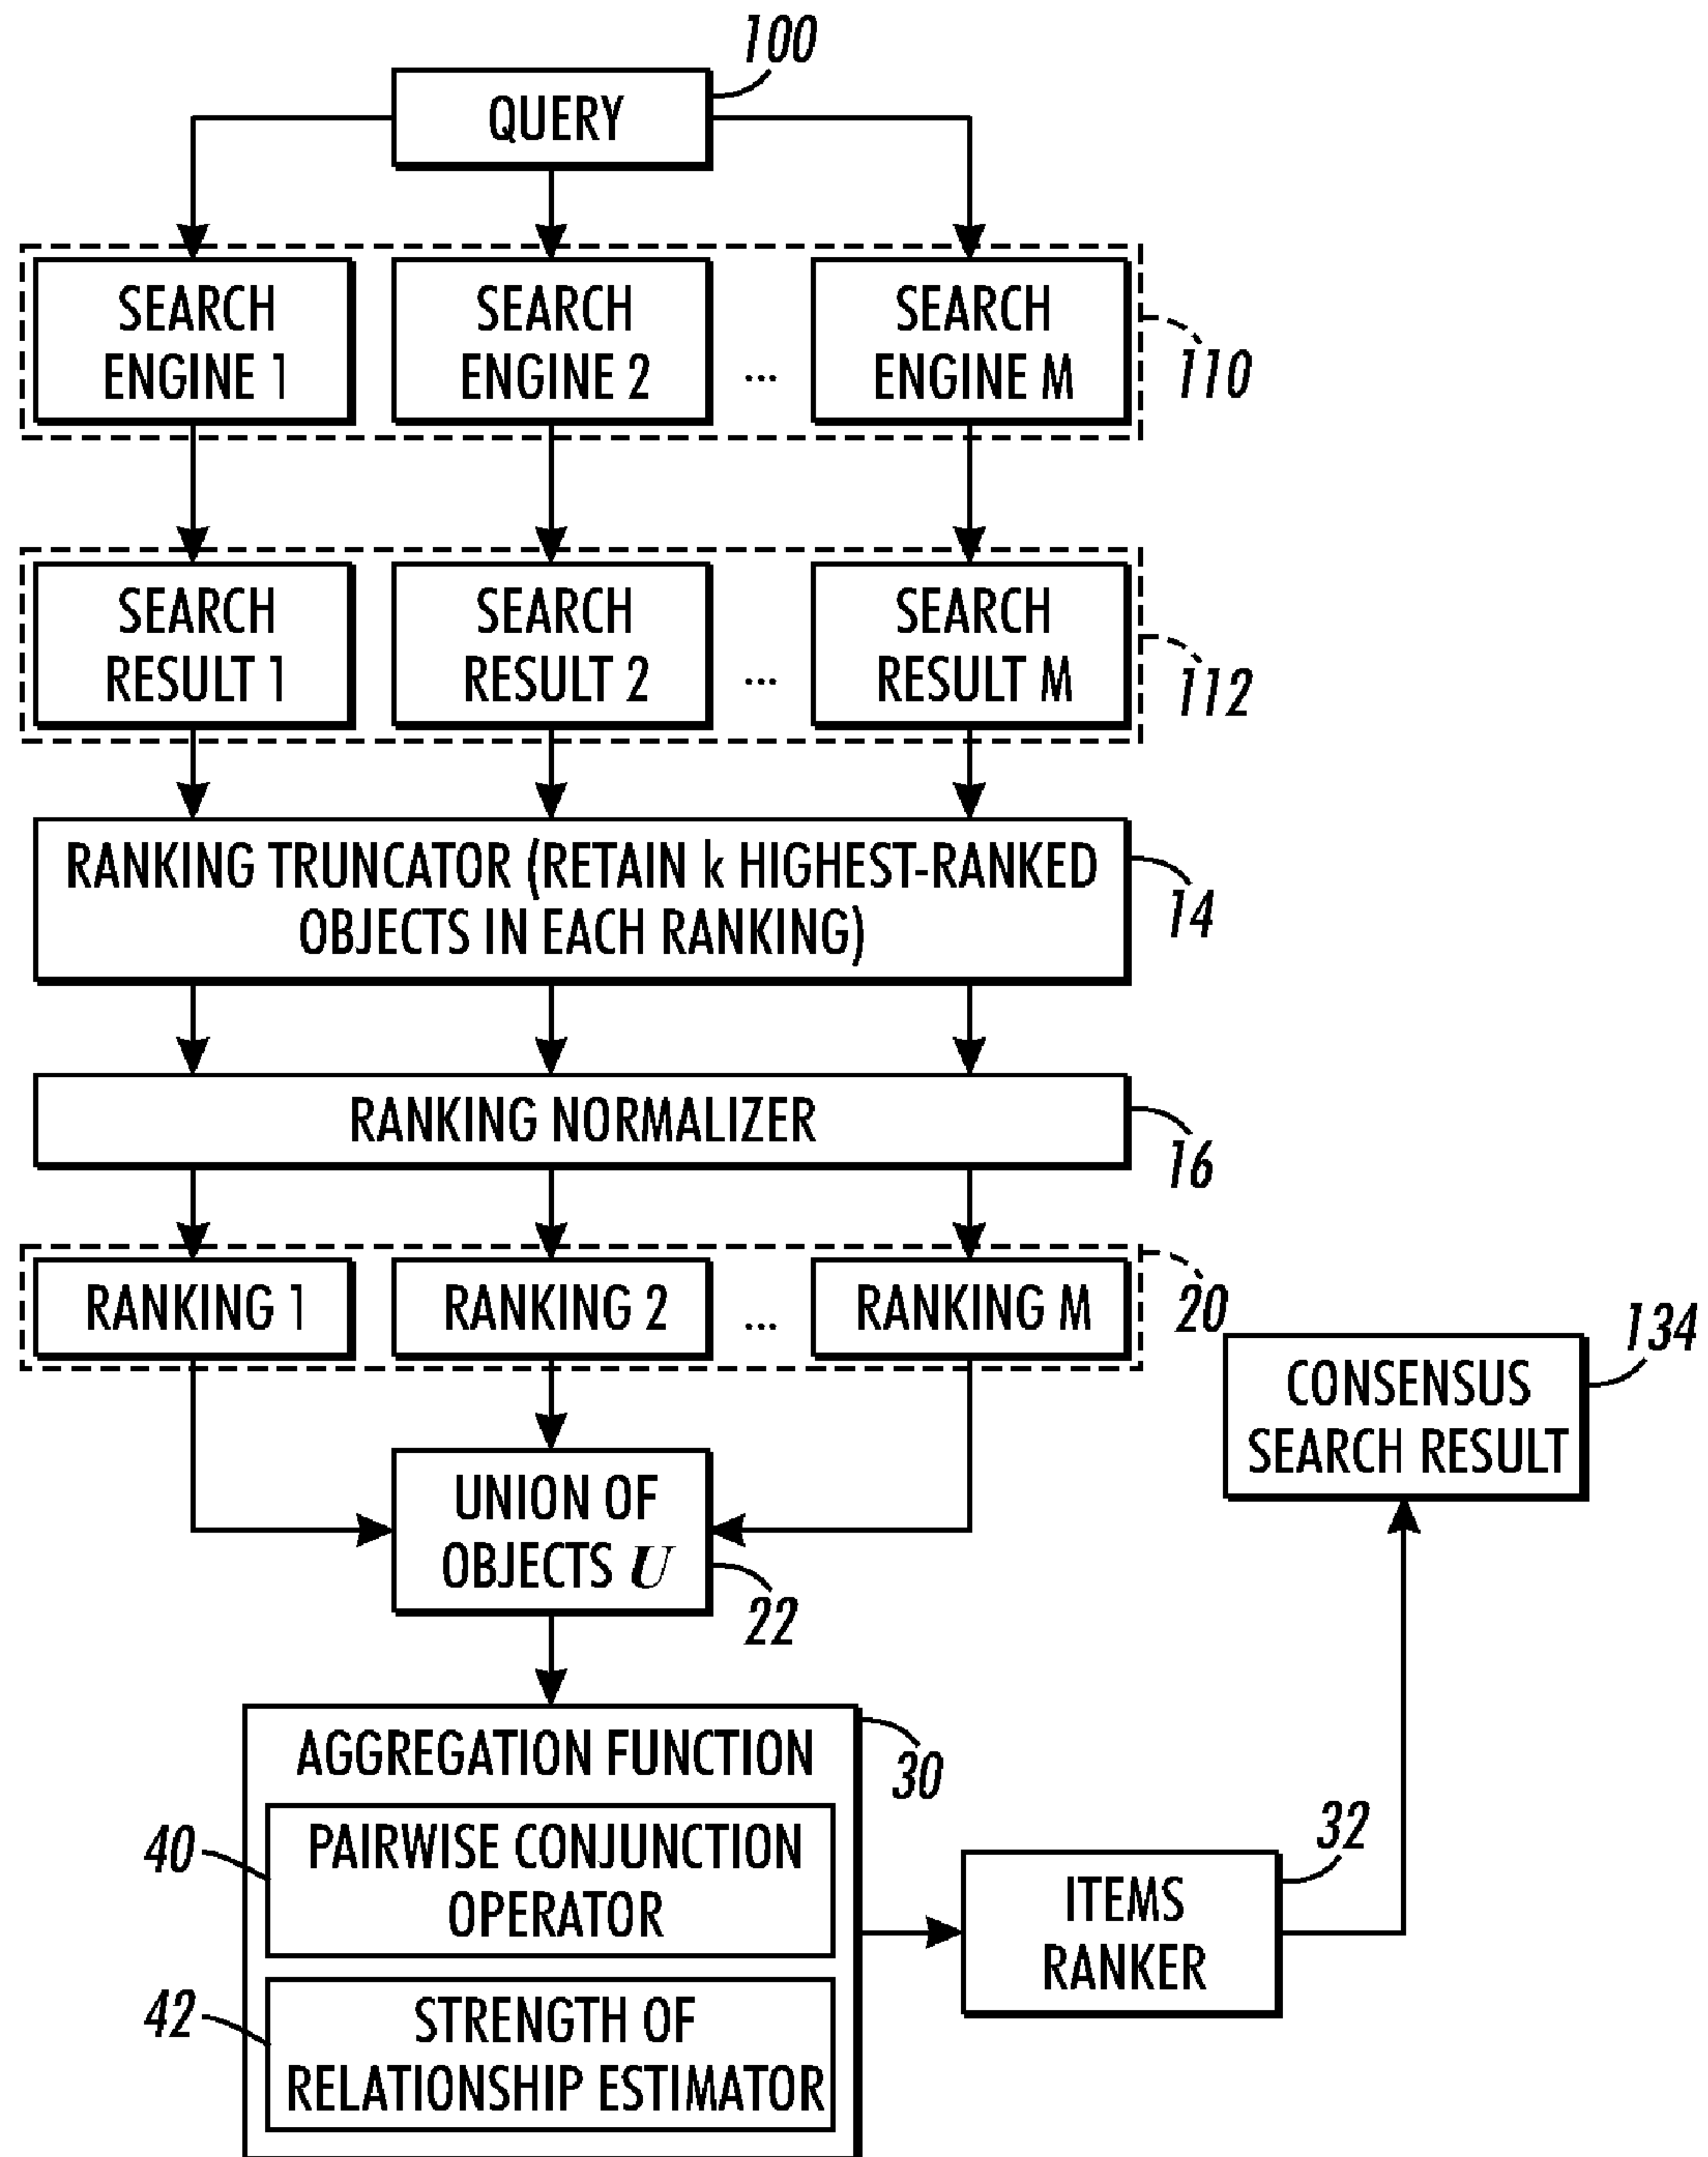 100
QUERY
SEARCH
ENGINE 1
SEARCH
ENGINE 2
...
SEARCH
ENGINE M
110
SEARCH
RESULT 1
SEARCH
RESULT 2
...
SEARCH
RESULT M
112
RANKING TRUNCATOR (RETAIN k HIGHEST-RANKED
OBJECTS IN EACH RANKING)
14
RANKING NORMALIZER
16
RANKING 1
RANKING 2
...
RANKING M
20
134
CONSENSUS
SEARCH RESULT
UNION OF
OBJECTS U
22
AGGREGATION FUNCTION
30
40
PAIRWISE CONJUNCTION
OPERATOR
32
ITEMS
RANKER
42
STRENGTH OF
RELATIONSHIP ESTIMATOR